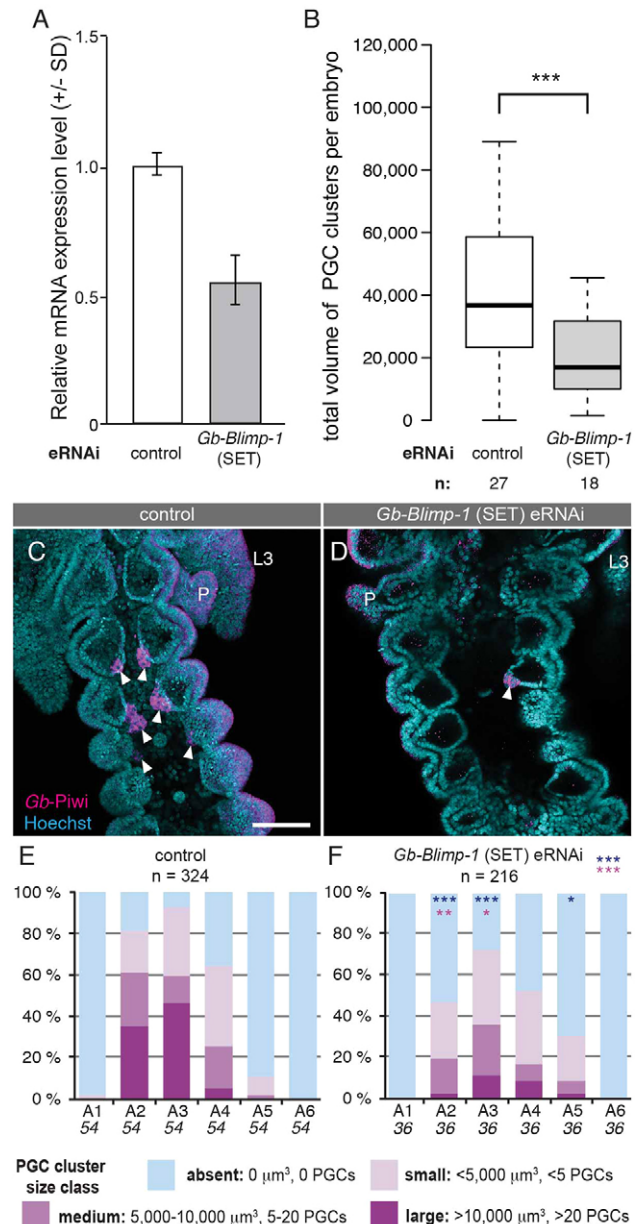 A
Relative mRNA expression level (+/- SD)
1.5
1.0
0.5
0
eRNAi
control
Gb-Blimp-1
(SET)
B
total volume of PGC clusters per embryo
120,000
100,000
80,000
60,000
40,000
20,000
0
***
eRNAi
control
Gb-Blimp-1
(SET)
n:
27
18
control
Gb-Blimp-1 (SET) eRNAi
C
P
L3
Gb-Piwi
Hoechst
D
P
L3
E
control
n = 324
100 %
80 %
60 %
40 %
20 %
0 %
A1 A2 A3 A4 A5 A6
54 54 54 54 54 54
F
Gb-Blimp-1 (SET) eRNAi
n = 216
***
***
100 %
80 %
60 %
40 %
20 %
0 %
*** *** *
** *
A1 A2 A3 A4 A5 A6
36 36 36 36 36 36
PGC cluster
size class
absent: 0 μm³, 0 PGCs
small: <5,000 μm³, <5 PGCs
medium: 5,000-10,000 μm³, 5-20 PGCs
large: >10,000 μm³, >20 PGCs